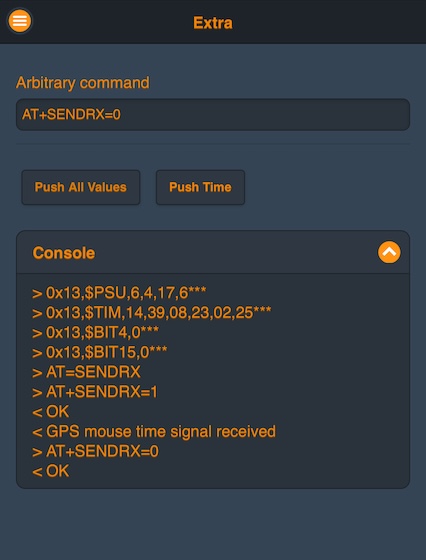 Extra
Arbitrary command
AT+SENDRX=0
Push All Values
Push Time
Console
> 0x13,$PSU,6,4,17,6***
> 0x13,$TIM,14,39,08,23,02,25***
> 0x13,$BIT4,0***
> 0x13,$BIT15,0***
> AT=SENDRX
> AT+SENDRX=1
< OK
< GPS mouse time signal received
> AT+SENDRX=0
< OK